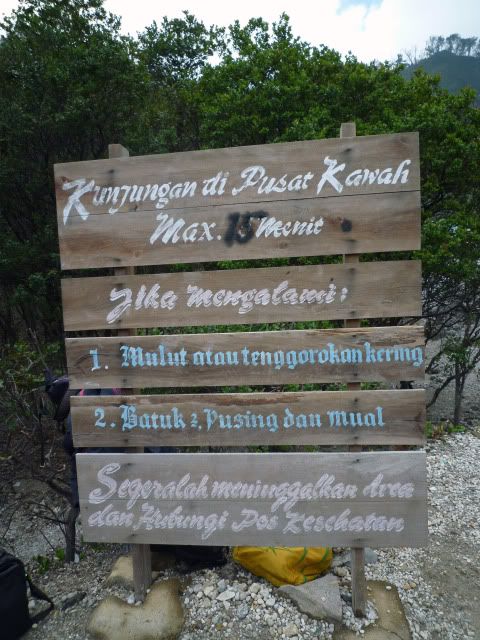 Kunjungan di Pusat Kawah
Max. 15 Menit
Jika mengalami:
1. Mulut atau tenggorokan kering
2. Batuk 2, Pusing dan Mual
Segeralah meninggalkan Area
dan Hubungi Pos Kesehatan